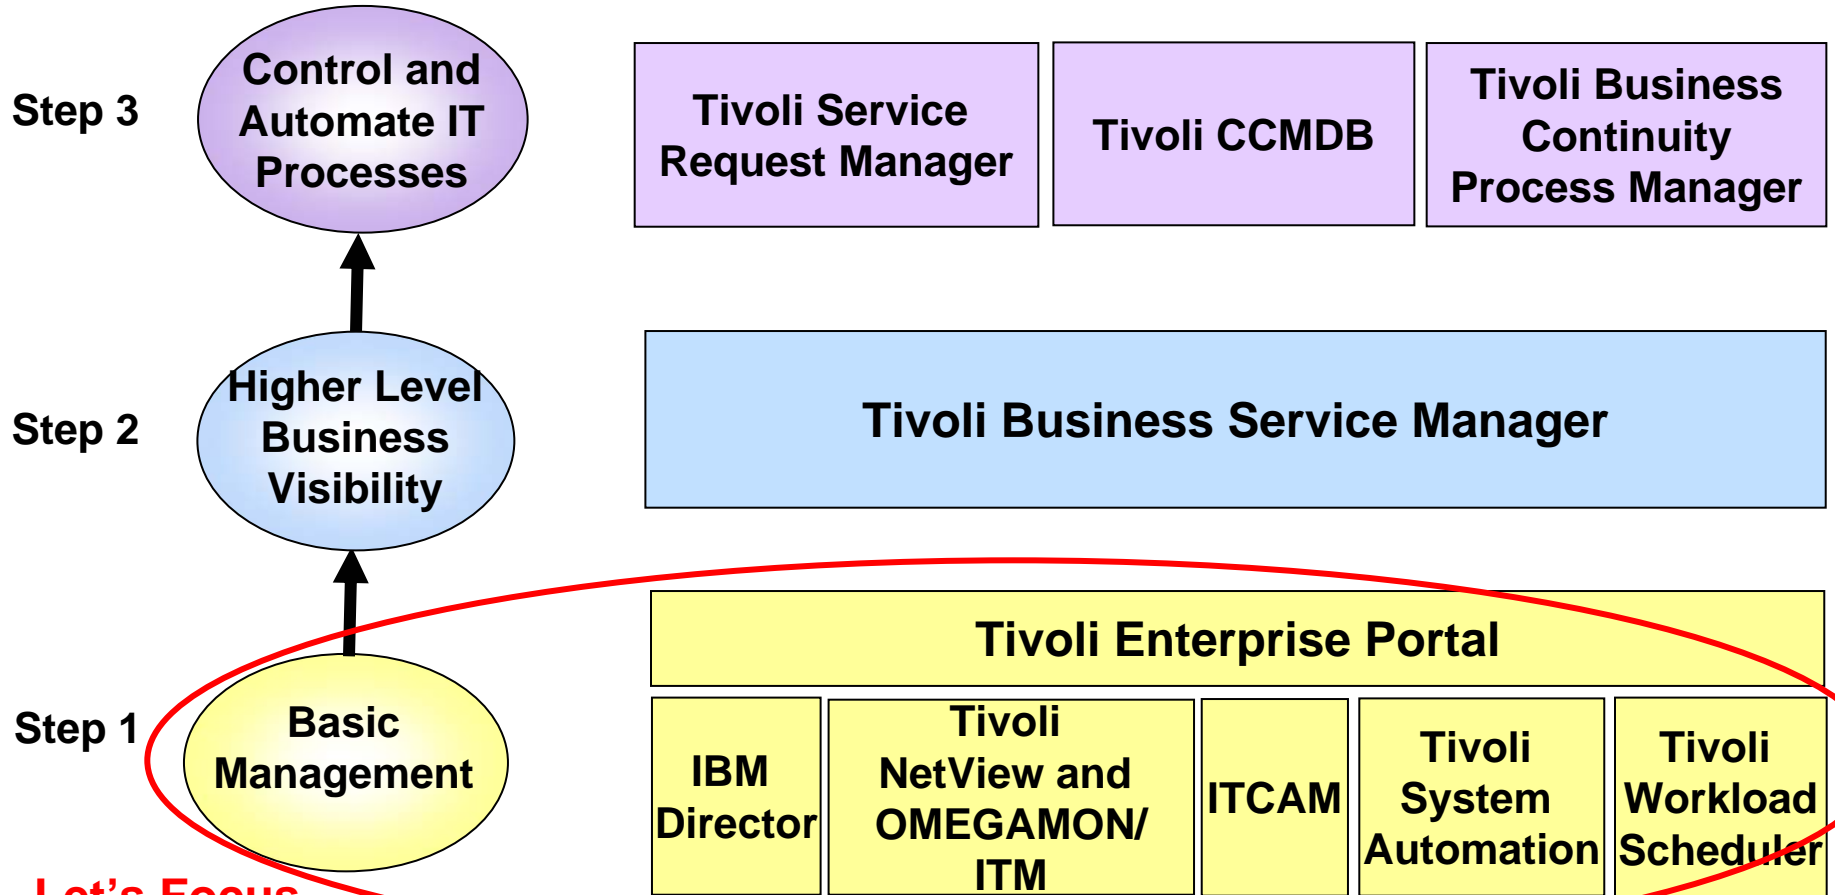 Step 3
Control and
Automate IT
Processes
Tivoli Service
Request Manager
Tivoli CCMDB
Tivoli Business
Continuity
Process Manager
Step 2
Higher Level
Business
Visibility
Tivoli Business Service Manager
Step 1
Basic
Management
Tivoli Enterprise Portal
IBM
Director
Tivoli
NetView and
OMEGAMON/
ITM
ITCAM
Tivoli
System
Automation
Tivoli
Workload
Scheduler
Let's Focus